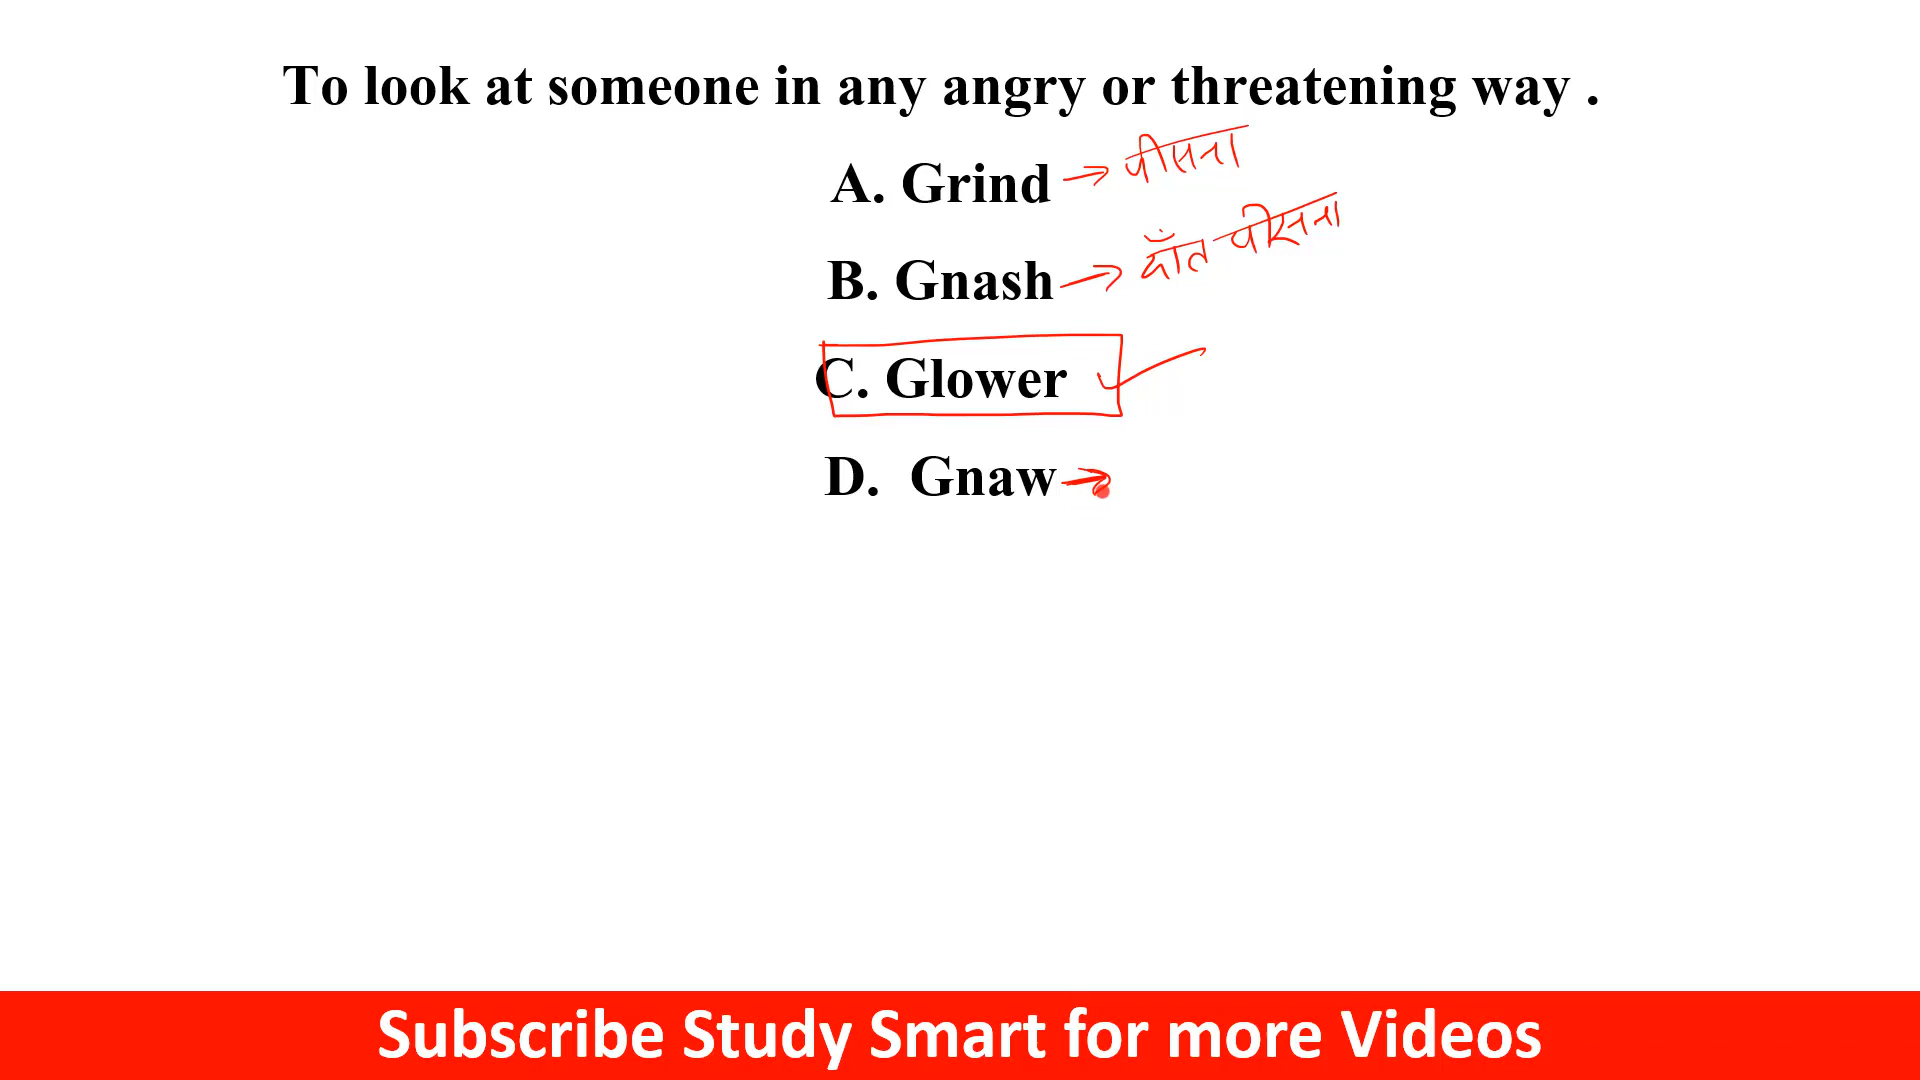 To look at someone in any angry or threatening way .
A. Grind → पीसना
B. Gnash → दाँत पीसना
C. Glower ✓
D. Gnaw →
Subscribe Study Smart for more Videos